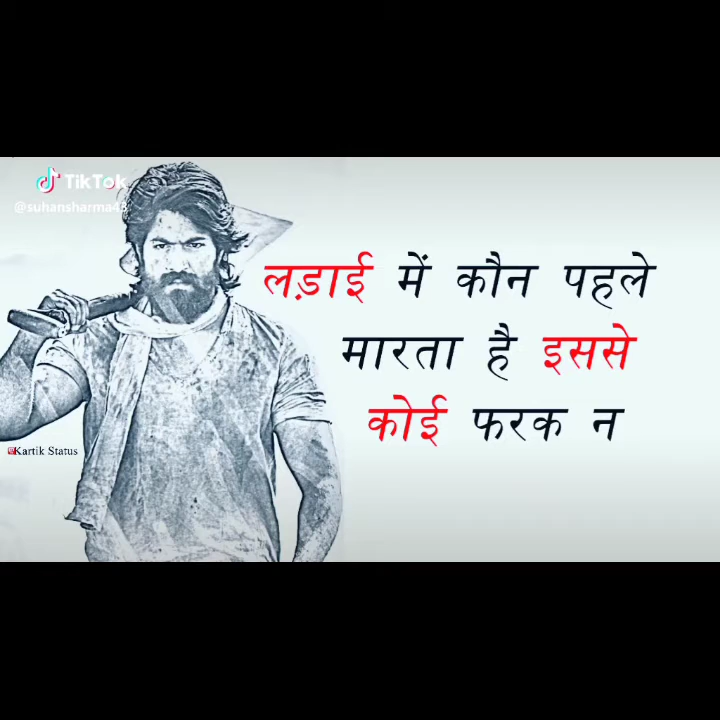 TikTok
@suhansharma43
लड़ाई में कौन पहले
मारता है इससे
कोई फरक न
Kartik Status